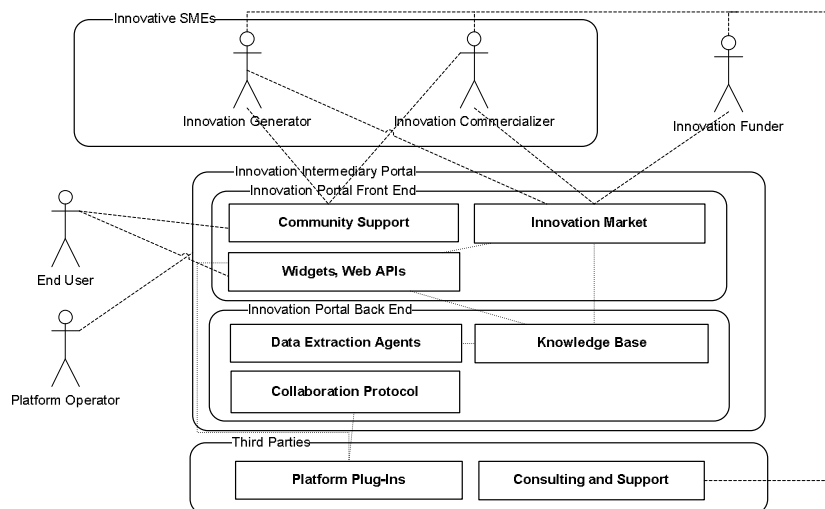 Innovative SMEs
Innovation Generator
Innovation Commercializer
Innovation Funder
Innovation Intermediary Portal
Innovation Portal Front End
Community Support
Innovation Market
Widgets, Web APIs
End User
Innovation Portal Back End
Data Extraction Agents
Knowledge Base
Collaboration Protocol
Platform Operator
Third Parties
Platform Plug-Ins
Consulting and Support